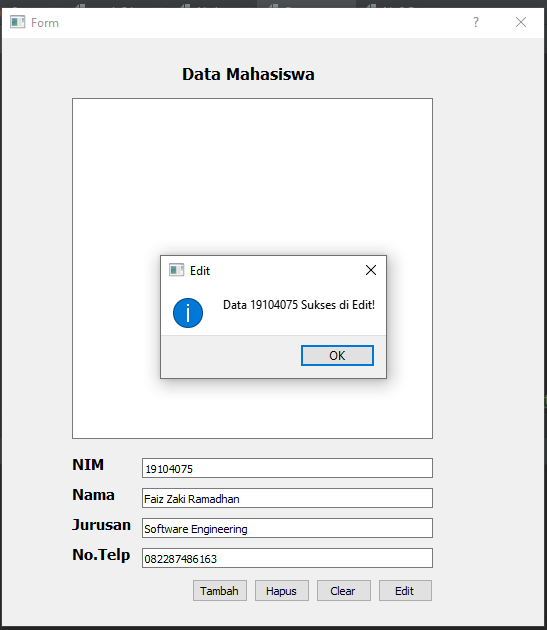 Form
?
Data Mahasiswa
Edit
i
Data 19104075 Sukses di Edit!
OK
NIM
19104075
Nama
Faiz Zaki Ramadhan
Jurusan
Software Engineering
No.Telp
082287486163
Tambah Hapus Clear Edit